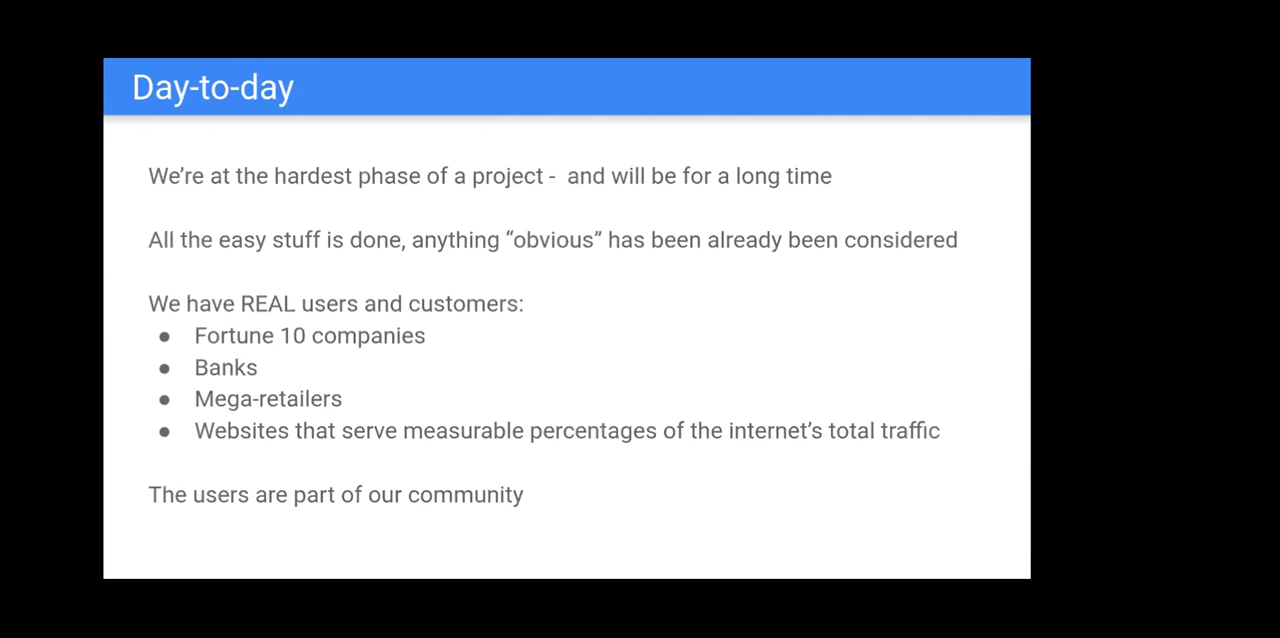 Day-to-day
We’re at the hardest phase of a project -  and will be for a long time
All the easy stuff is done, anything “obvious” has been already been considered
We have REAL users and customers:
● Fortune 10 companies
● Banks
● Mega-retailers
● Websites that serve measurable percentages of the internet’s total traffic
The users are part of our community